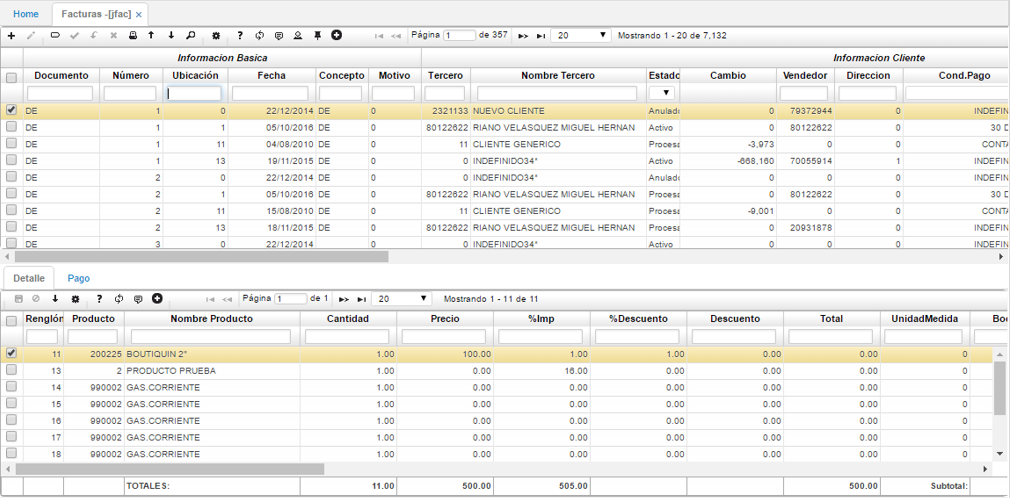 Home Facturas -[jfac] ×
Página 1 de 357 20 Mostrando 1 - 20 de 7,132
Informacion Basica Informacion Cliente
Documento Número Ubicación Fecha Concepto Motivo Tercero Nombre Tercero Estado Cambio Vendedor Direccion Cond.Pago
DE 1 0 22/12/2014 DE 0 2321133 NUEVO CLIENTE Anulado 0 79372944 0 INDEFIN
DE 1 1 05/10/2016 DE 0 80122622 RIANO VELASQUEZ MIGUEL HERNAN Activo 0 80122622 0 30 D
DE 1 11 04/08/2010 DE 0 11 CLIENTE GENERICO Procesa -3,973 0 0 CONTA
DE 1 13 19/11/2015 DE 0 0 INDEFINIDO34* Activo -668,160 70055914 1 INDEFIN
DE 2 0 22/12/2014 DE 0 0 INDEFINIDO34* Anulado 0 0 0 INDEFIN
DE 2 1 05/10/2016 DE 0 80122622 RIANO VELASQUEZ MIGUEL HERNAN Procesa 0 80122622 0 30 D
DE 2 11 15/08/2010 DE 0 11 CLIENTE GENERICO Procesa -9,001 0 0 CONTA
DE 2 13 18/11/2015 DE 0 80122622 RIANO VELASQUEZ MIGUEL HERNAN Procesa 0 20931878 0 INDEFIN
DE 3 0 22/12/2014 0 0 INDEFINIDO34* Activo 0 0 0 INDEFIN
Detalle Pago
Página 1 de 1 20 Mostrando 1 - 11 de 11
Renglón Producto Nombre Producto Cantidad Precio %Imp %Descuento Descuento Total UnidadMedida Bo
11 200225 BOUTIQUIN 2" 1.00 100.00 1.00 1.00 0.00 0.00 0
13 2 PRODUCTO PRUEBA 1.00 0.00 16.00 0.00 0.00 0.00 0
14 990002 GAS.CORRIENTE 1.00 0.00 0.00 0.00 0.00 0.00 0
15 990002 GAS.CORRIENTE 1.00 0.00 0.00 0.00 0.00 0.00 0
16 990002 GAS.CORRIENTE 1.00 0.00 0.00 0.00 0.00 0.00 0
17 990002 GAS.CORRIENTE 1.00 0.00 0.00 0.00 0.00 0.00 0
18 990002 GAS.CORRIENTE 1.00 0.00 0.00 0.00 0.00 0.00 0
TOTALES: 11.00 500.00 505.00 500.00 Subtotal: